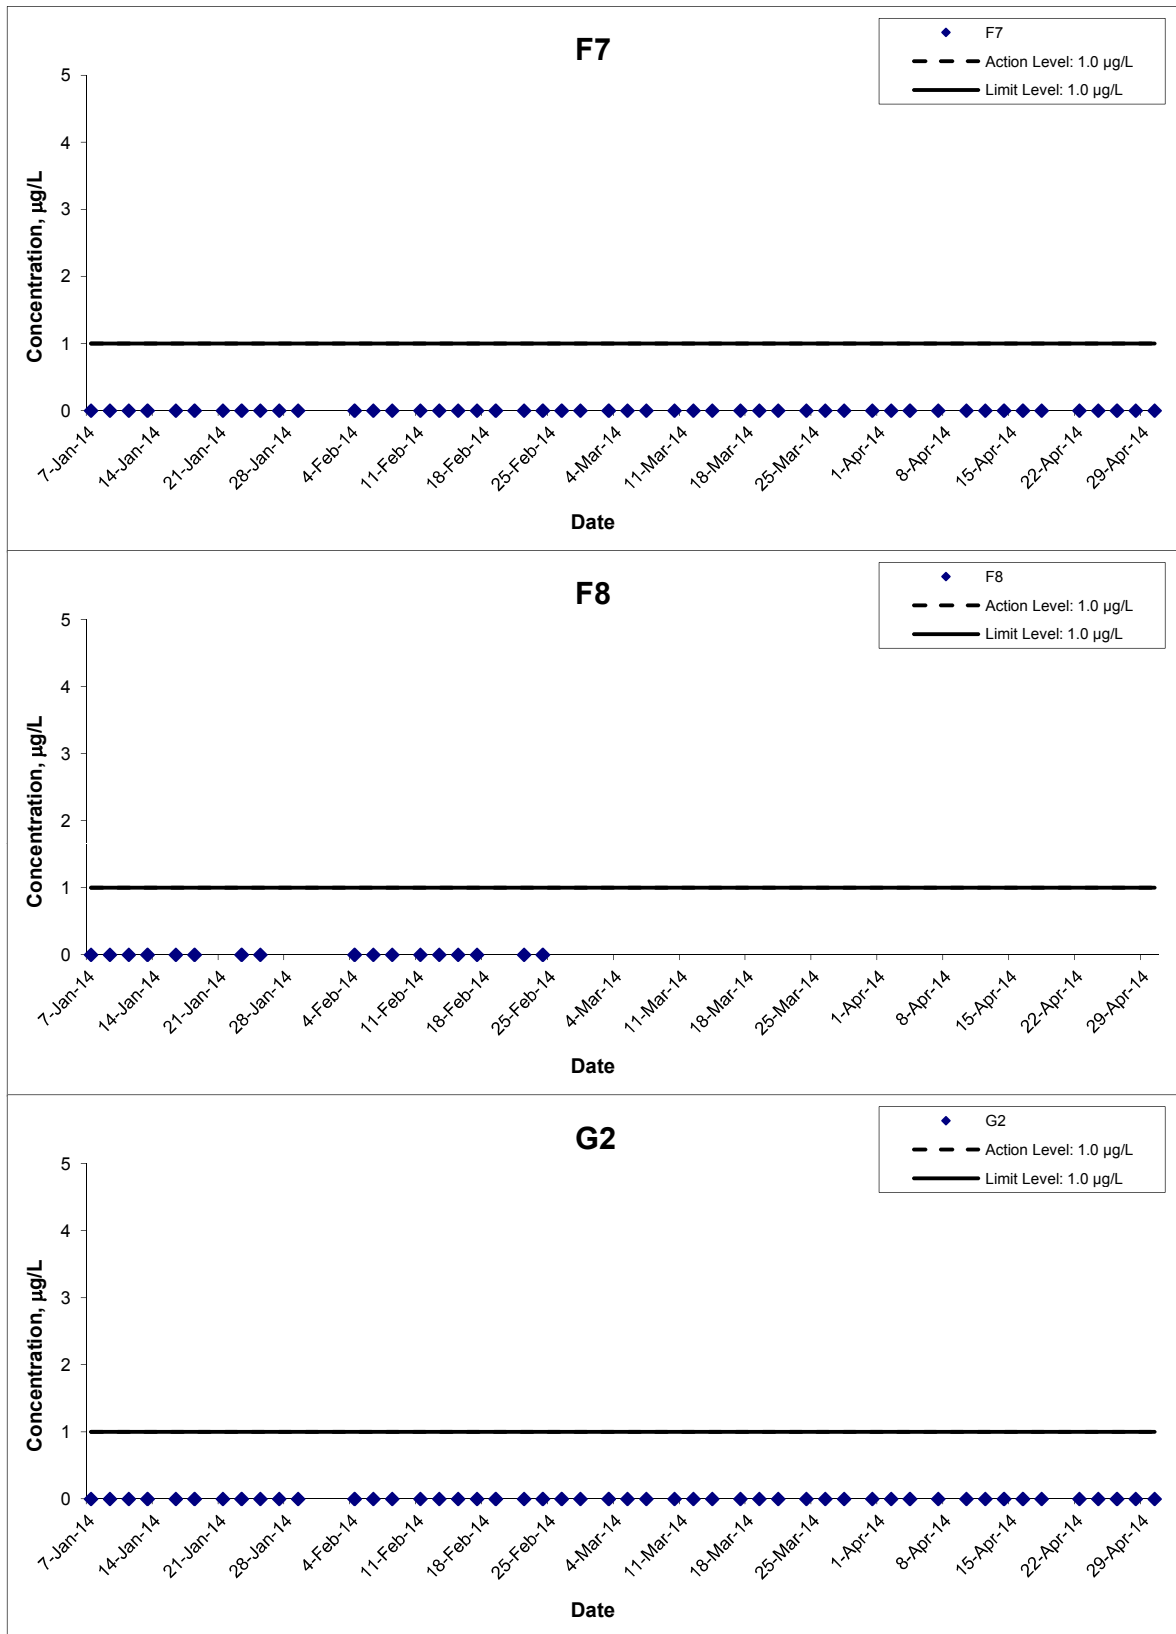 F7
F7
Action Level: 1.0 µg/L
Limit Level: 1.0 µg/L
Concentration, µg/L
5
4
3
2
1
0
7-Jan-14
14-Jan-14
21-Jan-14
28-Jan-14
4-Feb-14
11-Feb-14
18-Feb-14
25-Feb-14
4-Mar-14
11-Mar-14
18-Mar-14
25-Mar-14
1-Apr-14
8-Apr-14
15-Apr-14
22-Apr-14
29-Apr-14
Date
F8
F8
Action Level: 1.0 µg/L
Limit Level: 1.0 µg/L
Concentration, µg/L
5
4
3
2
1
0
7-Jan-14
14-Jan-14
21-Jan-14
28-Jan-14
4-Feb-14
11-Feb-14
18-Feb-14
25-Feb-14
4-Mar-14
11-Mar-14
18-Mar-14
25-Mar-14
1-Apr-14
8-Apr-14
15-Apr-14
22-Apr-14
29-Apr-14
Date
G2
G2
Action Level: 1.0 µg/L
Limit Level: 1.0 µg/L
Concentration, µg/L
5
4
3
2
1
0
7-Jan-14
14-Jan-14
21-Jan-14
28-Jan-14
4-Feb-14
11-Feb-14
18-Feb-14
25-Feb-14
4-Mar-14
11-Mar-14
18-Mar-14
25-Mar-14
1-Apr-14
8-Apr-14
15-Apr-14
22-Apr-14
29-Apr-14
Date